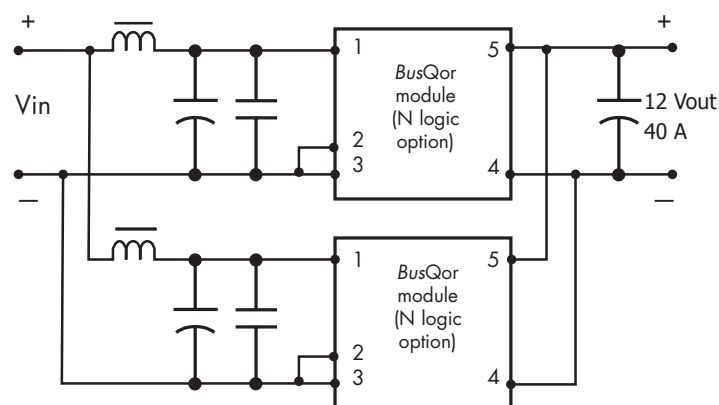 +
+
1
5
BusQor
module
(N logic
option)
Vin
12 Vout
40 A
2
3
4
—
—
1
5
BusQor
module
(N logic
option)
2
3
4